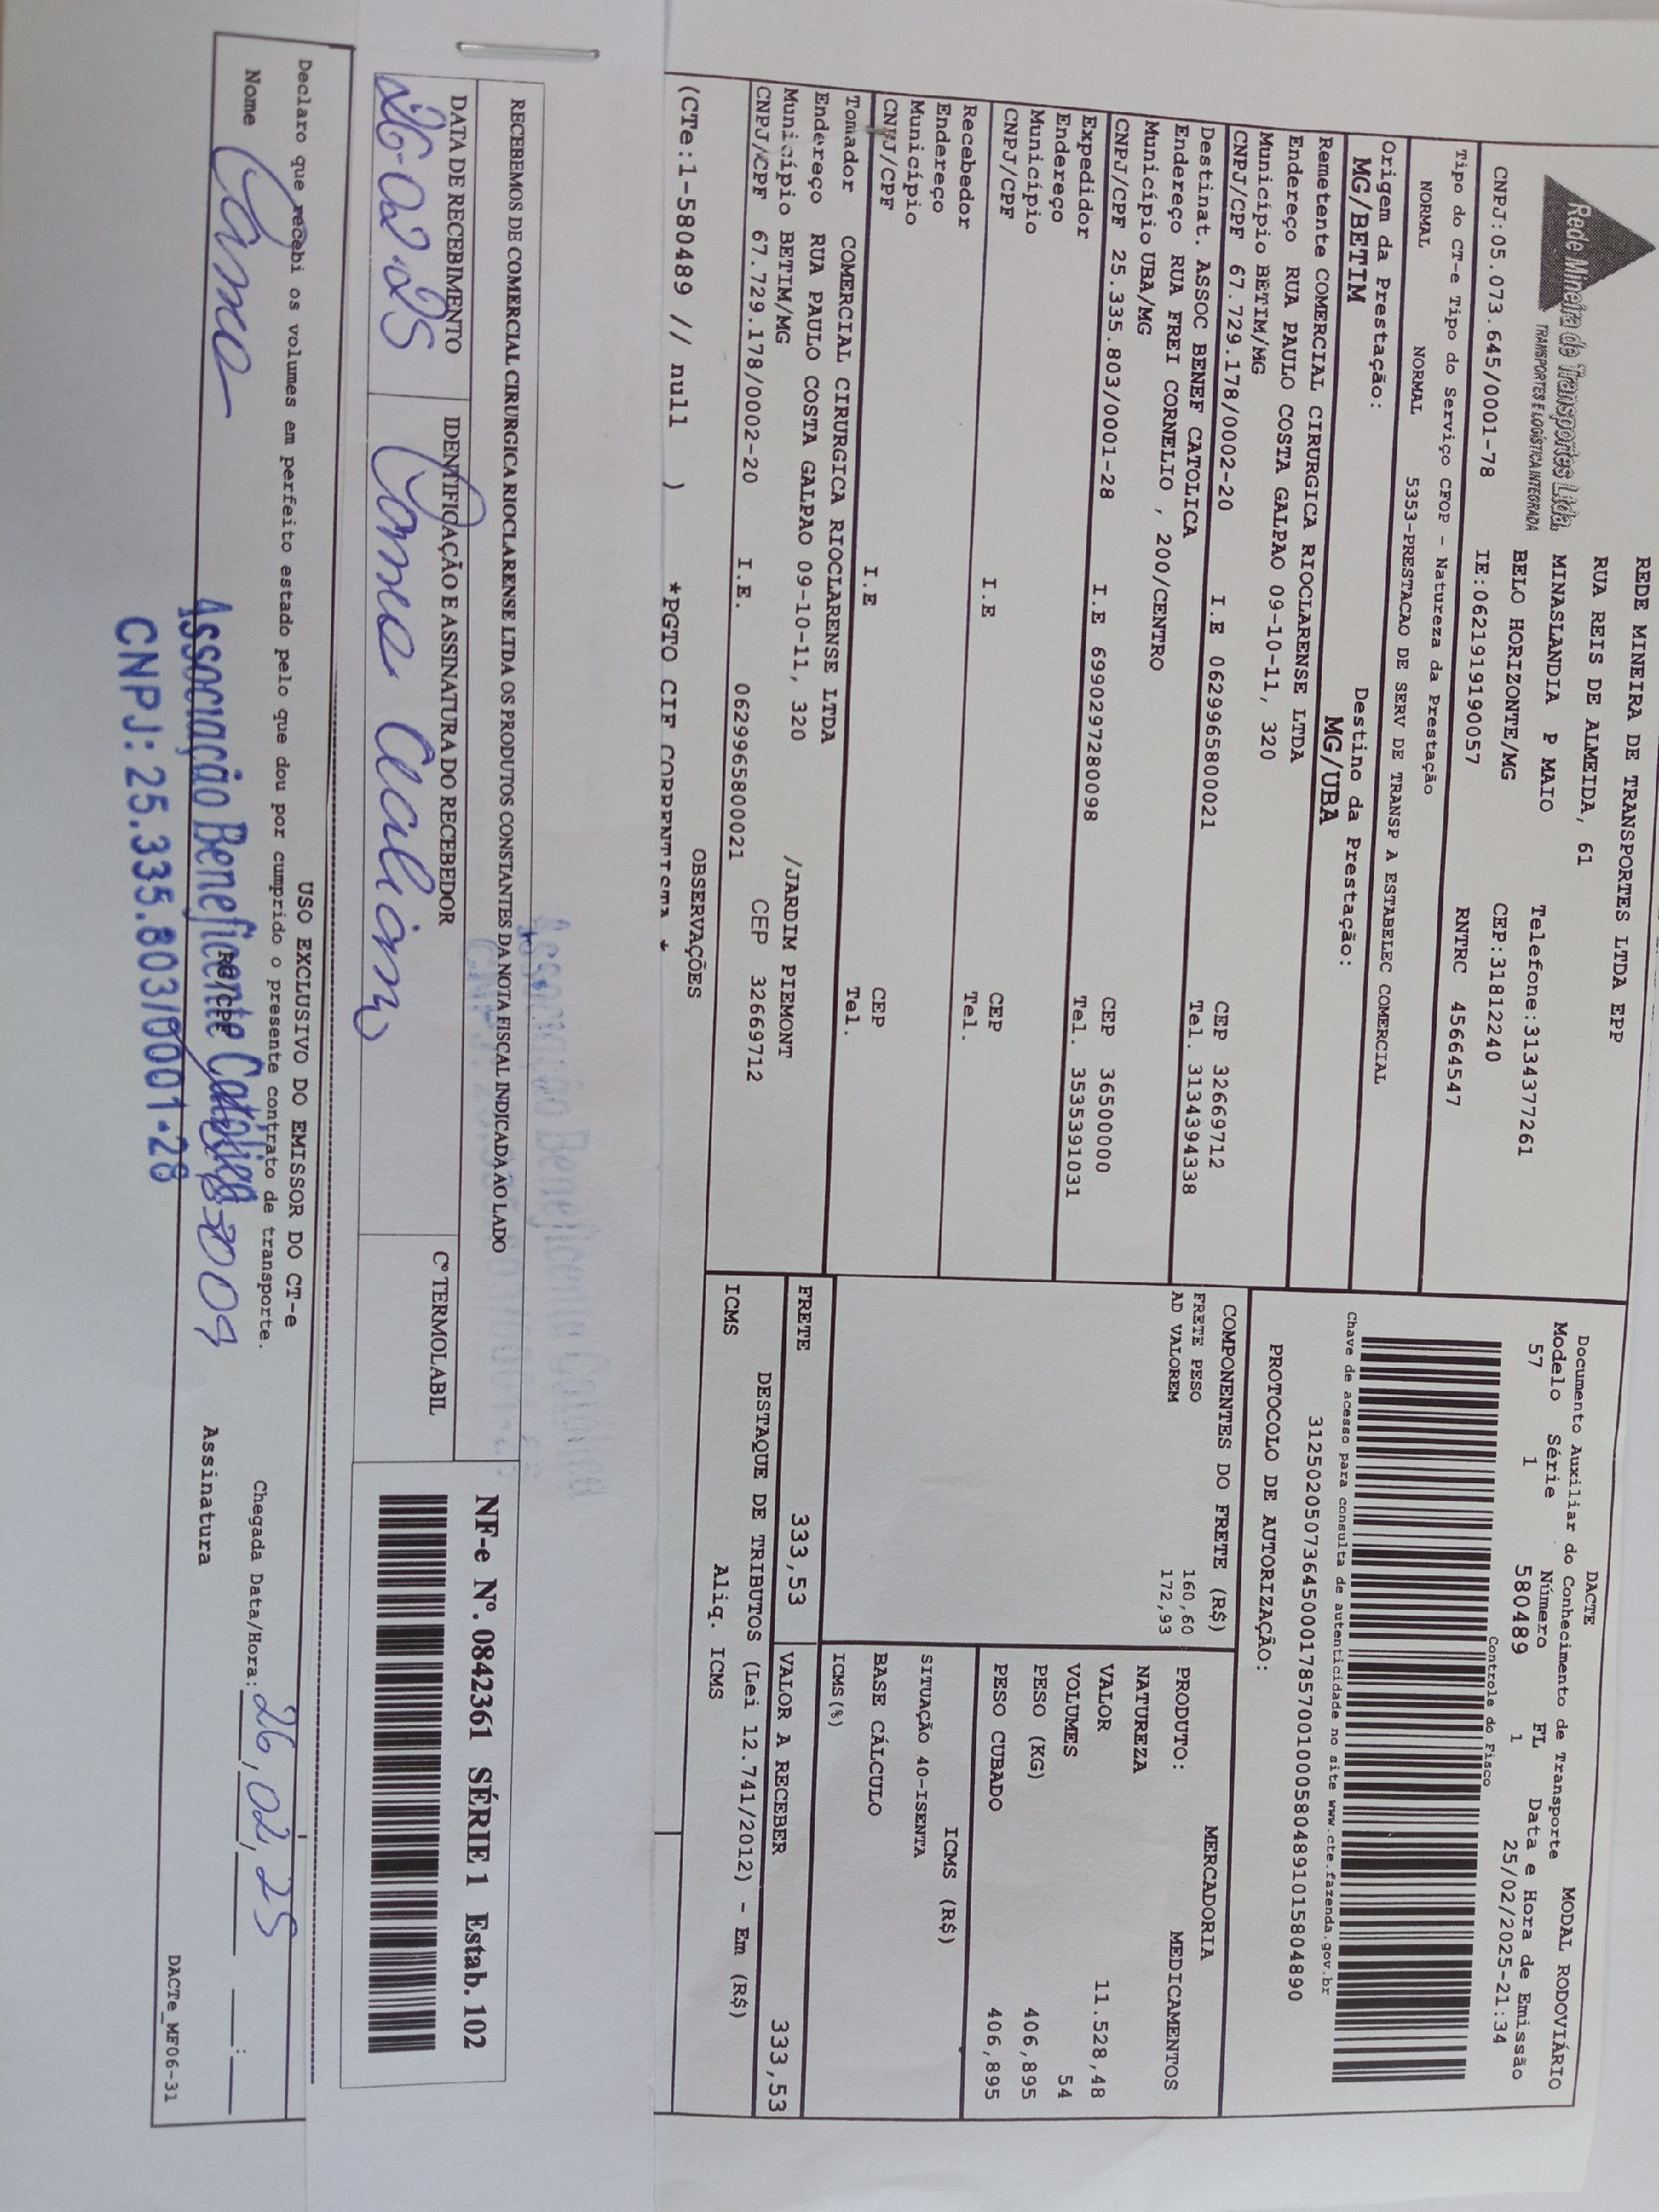 Rede Mineira de Transportes Ltda.
TRANSPORTES E LOGÍSTICA INTEGRADA
REDE MINEIRA DE TRANSPORTES LTDA EPP
RUA REIS DE ALMEIDA, 61
MINASLANDIA P MAIO Telefone:3134377261
BELO HORIZONTE/MG CEP:31812240
CNPJ:05.073.645/0001-78 IE:0621919190057 RNTRC 45664547
Tipo do CT-e Tipo do Serviço CFOP - Natureza da Prestação
NORMAL NORMAL 5353-PRESTACAO DE SERV DE TRANSP A ESTABELEC COMERCIAL
Origem da Prestação: Destino da Prestação:
MG/BETIM MG/UBA
Remetente COMERCIAL CIRURGICA RIOCLARENSE LTDA
Endereço RUA PAULO COSTA GALPAO 09-10-11, 320
Município BETIM/MG CEP 32669712
CNPJ/CPF 67.729.178/0002-20 I.E 0629965800021 Tel. 3134394338
Destinat. ASSOC BENEF CATOLICA
Endereço RUA FREI CORNELIO , 200/CENTRO
Município UBA/MG CEP 36500000
CNPJ/CPF 25.335.803/0001-28 I.E 6990297280098 Tel. 3535391031
Expedidor
Endereço
Município CEP
CNPJ/CPF I.E Tel.
Recebedor
Endereço
Município CEP
CNPJ/CPF I.E Tel.
Tomador COMERCIAL CIRURGICA RIOCLARENSE LTDA
Endereço RUA PAULO COSTA GALPAO 09-10-11, 320 /JARDIM PIEMONT
Município BETIM/MG CEP 32669712
CNPJ/CPF 67.729.178/0002-20 I.E. 0629965800021
OBSERVAÇÕES
(CTe:1-580489 // null ) *PGTO CIF CORRENTISTA *
DACTE
Documento Auxiliar do Conhecimento de Transporte MODAL RODOVIÁRIO
Modelo Série Número FL Data e Hora de Emissão
57 1 580489 1 25/02/2025-21:34
Controle do Fisco
Chave de acesso para consulta de autenticidade no site www.cte.fazenda.gov.br
31250205073645000178570010005804891015804890
PROTOCOLO DE AUTORIZAÇÃO:
COMPONENTES DO FRETE (R$)
FRETE PESO 160,60
AD VALOREM 172,93
MERCADORIA
PRODUTO: MEDICAMENTOS
NATUREZA
VALOR 11.528,48
VOLUMES 54
PESO (KG) 406,895
PESO CUBADO 406,895
ICMS (R$)
SITUAÇÃO 40-ISENTA
BASE CÁLCULO
ICMS(%)
FRETE 333,53 VALOR A RECEBER 333,53
DESTAQUE DE TRIBUTOS (Lei 12.741/2012) - Em (R$)
ICMS Aliq. ICMS
Associação Beneficente Católica
RECEBEMOS DE COMERCIAL CIRURGICA RIOCLARENSE LTDA OS PRODUTOS CONSTANTES DA NOTA FISCAL INDICADA AO LADO
DATA DE RECEBIMENTO IDENTIFICAÇÃO E ASSINATURA DO RECEBEDOR Cº TERMOLABIL
26-02-25
NF-e Nº. 0842361 SÉRIE 1 Estab. 102
USO EXCLUSIVO DO EMISSOR DO CT-e
Declaro que recebi os volumes em perfeito estado pelo que dou por cumprido o presente contrato de transporte.
Chegada Data/Hora: 26,02,25 :
Nome RG/CPF Assinatura
Associação Beneficente Católica
CNPJ: 25.335.803/0001-28
DACTe_MF06-31